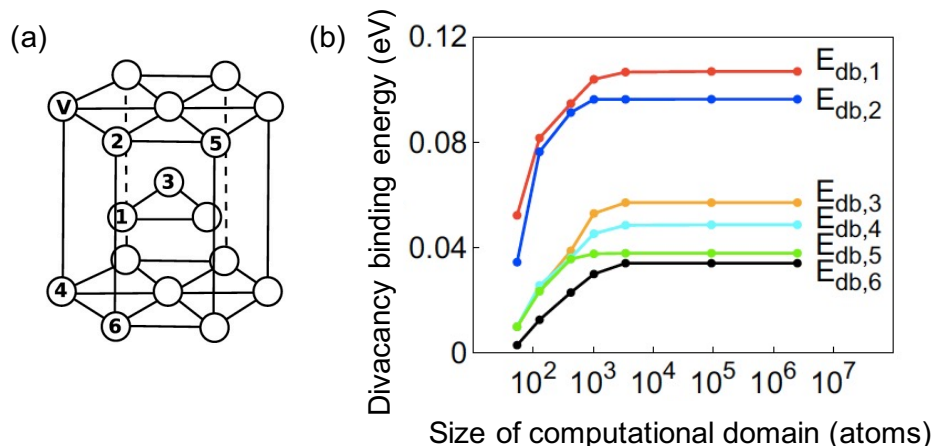 (a)
V
2
5
3
1
4
6
(b)
Divacancy binding energy (eV)
0.12
0.08
0.04
0
E_db,1
E_db,2
E_db,3
E_db,4
E_db,5
E_db,6
10^2 10^3 10^4 10^5 10^6 10^7
Size of computational domain (atoms)